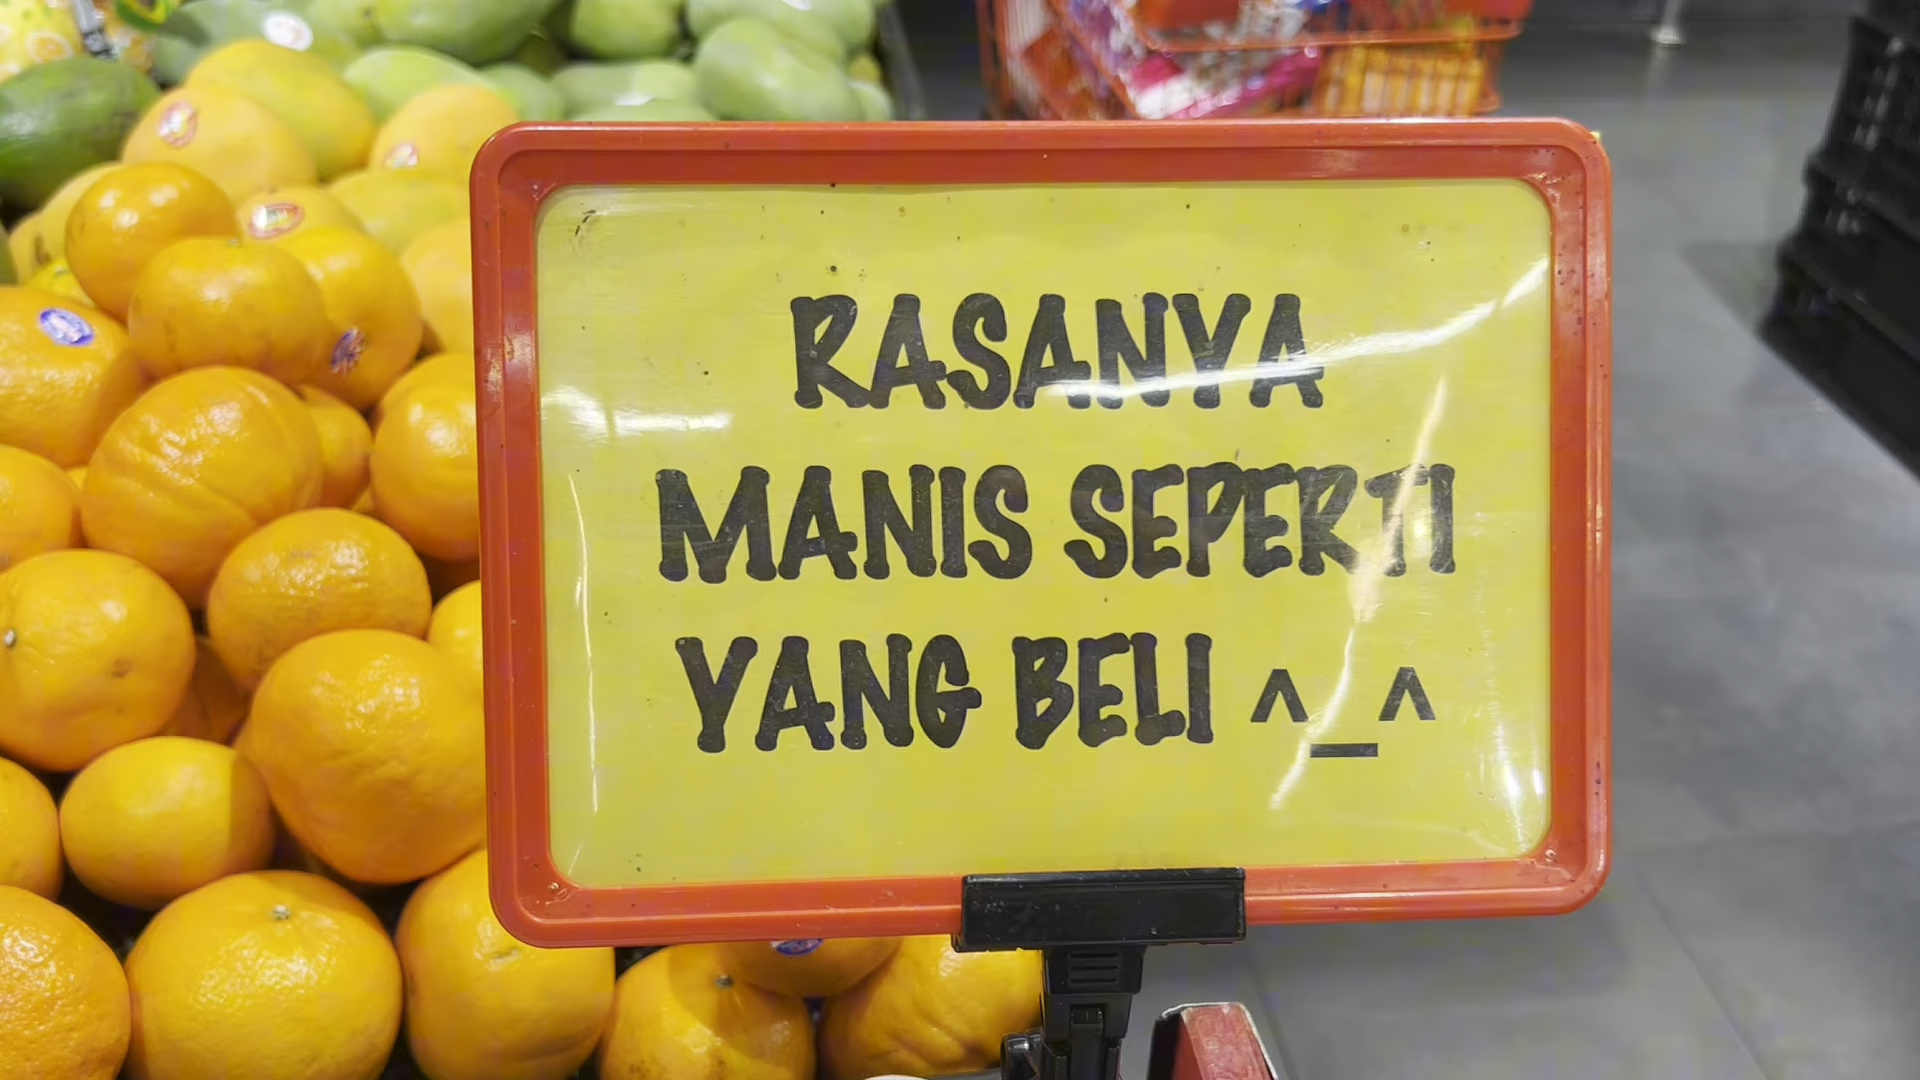 RASANYA
MANIS SEPERTI
YANG BELI ^_^